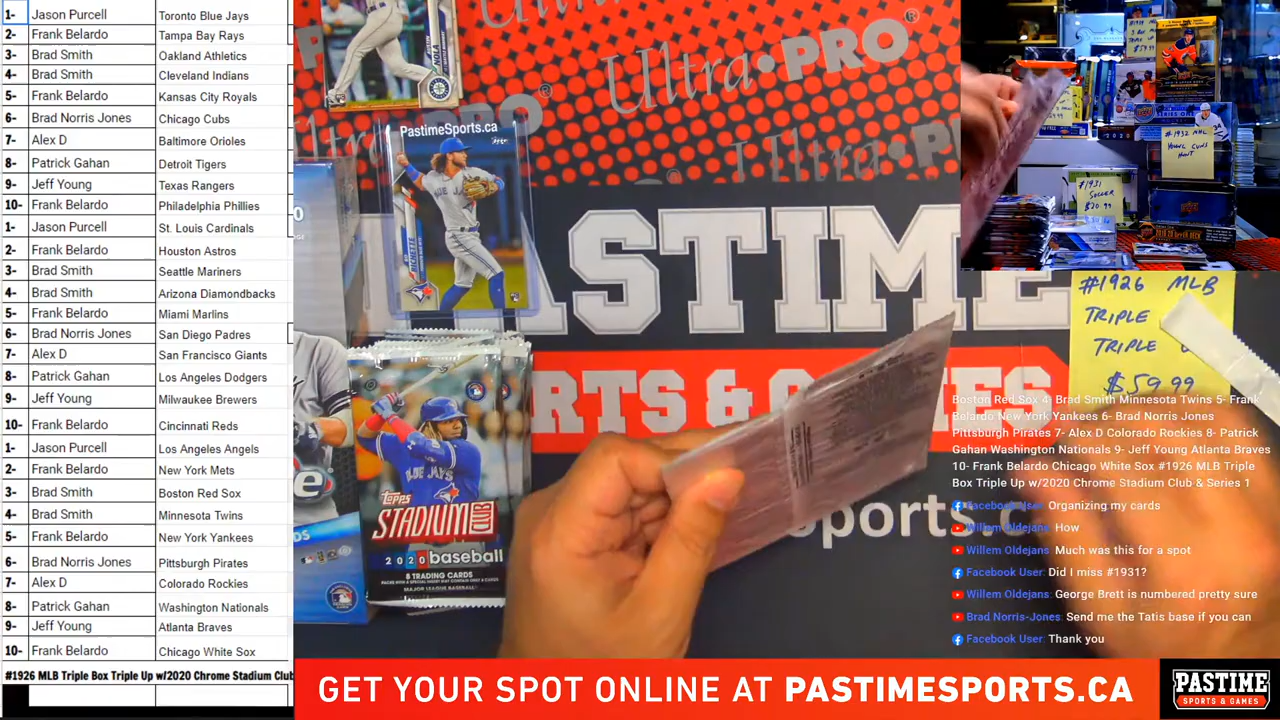 1- Jason Purcell Toronto Blue Jays
2- Frank Belardo Tampa Bay Rays
3- Brad Smith Oakland Athletics
4- Brad Smith Cleveland Indians
5- Frank Belardo Kansas City Royals
6- Brad Norris Jones Chicago Cubs
7- Alex D Baltimore Orioles
8- Patrick Gahan Detroit Tigers
9- Jeff Young Texas Rangers
10- Frank Belardo Philadelphia Phillies
1- Jason Purcell St. Louis Cardinals
2- Frank Belardo Houston Astros
3- Brad Smith Seattle Mariners
4- Brad Smith Arizona Diamondbacks
5- Frank Belardo Miami Marlins
6- Brad Norris Jones San Diego Padres
7- Alex D San Francisco Giants
8- Patrick Gahan Los Angeles Dodgers
9- Jeff Young Milwaukee Brewers
10- Frank Belardo Cincinnati Reds
1- Jason Purcell Los Angeles Angels
2- Frank Belardo New York Mets
3- Brad Smith Boston Red Sox
4- Brad Smith Minnesota Twins
5- Frank Belardo New York Yankees
6- Brad Norris Jones Pittsburgh Pirates
7- Alex D Colorado Rockies
8- Patrick Gahan Washington Nationals
9- Jeff Young Atlanta Braves
10- Frank Belardo Chicago White Sox
#1926 MLB Triple Box Triple Up w/2020 Chrome Stadium Club
Ultra•PRO®
NOLA
PastimeSports.ca
BLUE JAYS
BICHETTE
BLUE JAYS
Topps
STADIUM CLUB
2020 baseball
8 TRADING CARDS
MAJOR LEAGUE BASEBALL
PASTIME
RTS & G
sports.
#1932 NHL
YOUNG GUNS
HUNT
#1931
SOCCER
$20.99
#1926 MLB
TRIPLE
TRIPLE
$59.99
Boston Red Sox 4- Brad Smith Minnesota Twins 5- Frank
Belardo New York Yankees 6- Brad Norris Jones
Pittsburgh Pirates 7- Alex D Colorado Rockies 8- Patrick
Gahan Washington Nationals 9- Jeff Young Atlanta Braves
10- Frank Belardo Chicago White Sox #1926 MLB Triple
Box Triple Up w/2020 Chrome Stadium Club & Series 1
Facebook User: Organizing my cards
Willem Oldejans: How
Willem Oldejans: Much was this for a spot
Facebook User: Did I miss #1931?
Willem Oldejans: George Brett is numbered pretty sure
Brad Norris-Jones: Send me the Tatis base if you can
Facebook User: Thank you
GET YOUR SPOT ONLINE AT PASTIMESPORTS.CA
PASTIME
SPORTS & GAMES